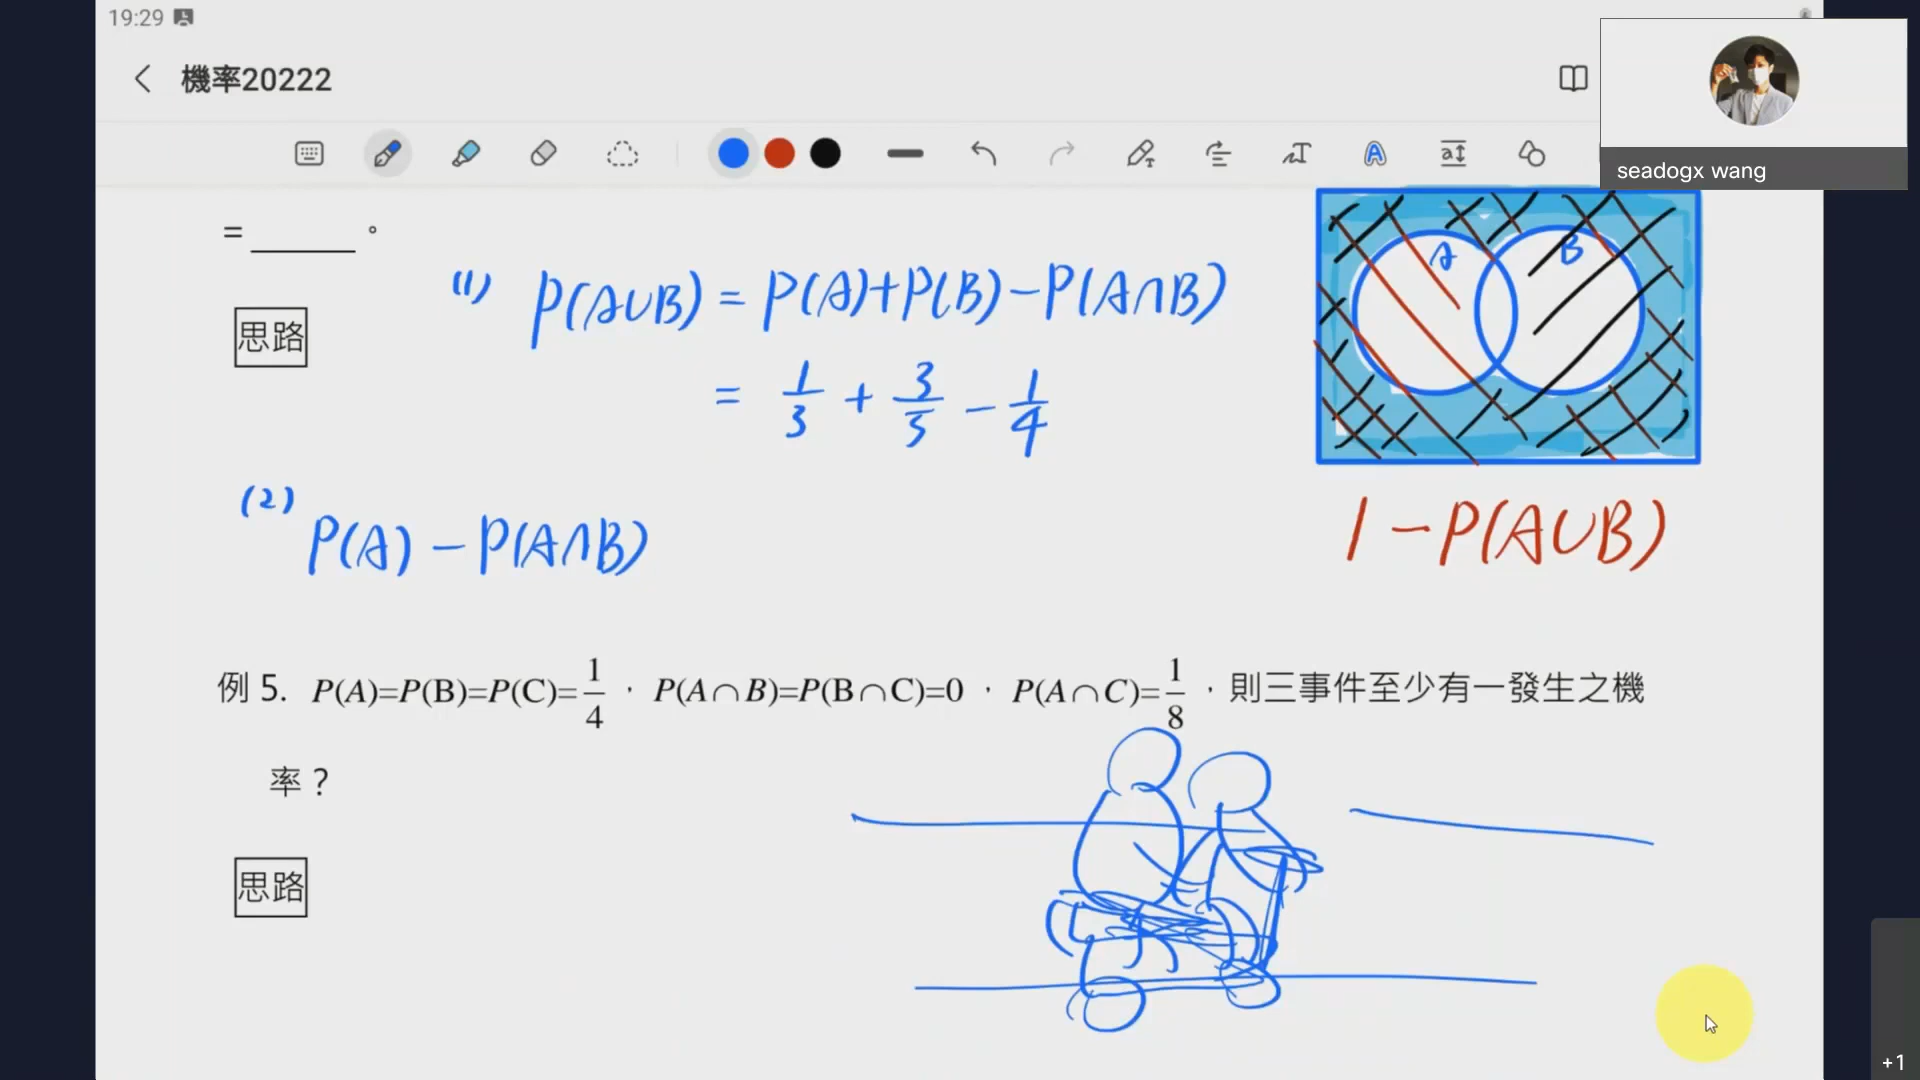 19:29
機率20222
seadogx wang
= ______ 。
(1) P(A∪B) = P(A)+P(B)-P(A∩B)
= 1/3 + 3/5 - 1/4
A B
思路
(2) P(A) - P(A∩B)
1 - P(A∪B)
例 5. P(A)=P(B)=P(C)=1/4，P(A∩B)=P(B∩C)=0，P(A∩C)=1/8，則三事件至少有一發生之機
率？
思路
+1